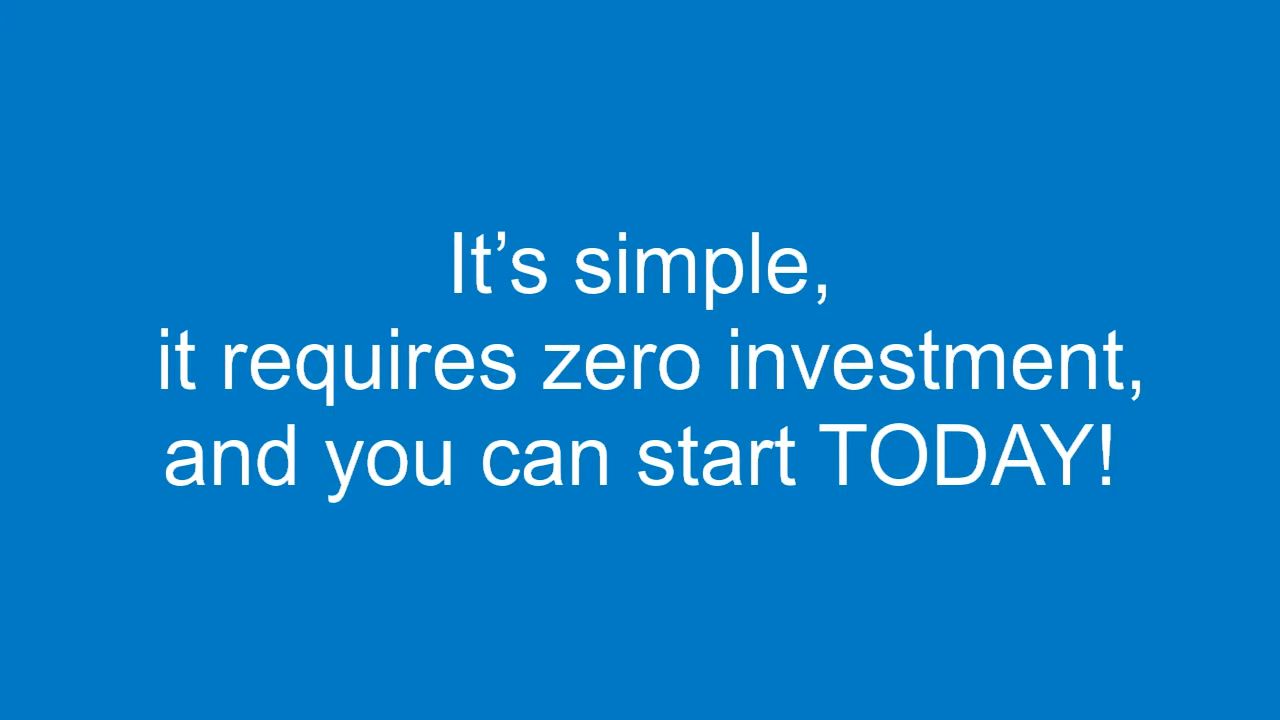 It’s simple,
it requires zero investment,
and you can start TODAY!